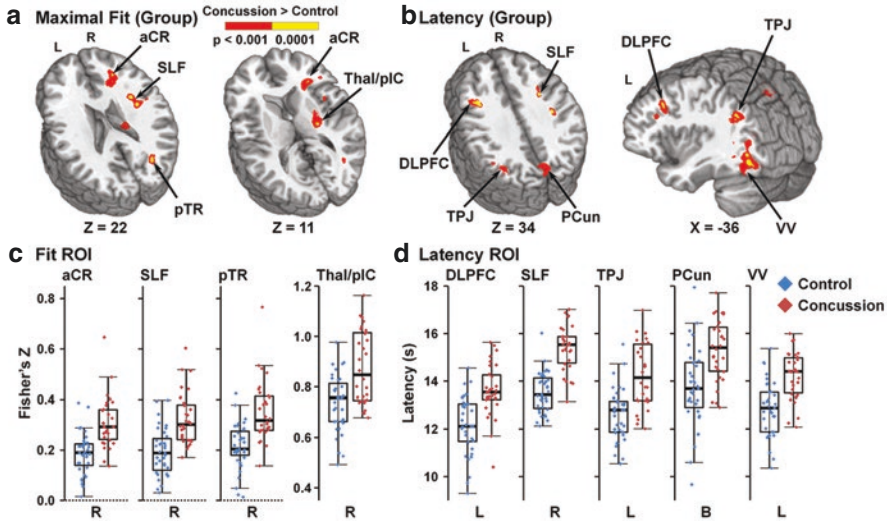 a Maximal Fit (Group)
Concussion > Control
p < 0.001 0.0001
L R
aCR
SLF
pTR
Z = 22
aCR
Thal/pIC
Z = 11
b Latency (Group)
L R
SLF
DLPFC
TPJ
PCun
Z = 34
L
DLPFC
TPJ
VV
X = -36
c Fit ROI
aCR SLF pTR Thal/pIC
Fisher's Z
0.8
0.6
0.4
0.2
0.0
1.2
1.0
0.8
0.6
0.4
R R R R
d Latency ROI
DLPFC SLF TPJ PCun VV
Control
Concussion
Latency (s)
18
16
14
12
10
L R L B L